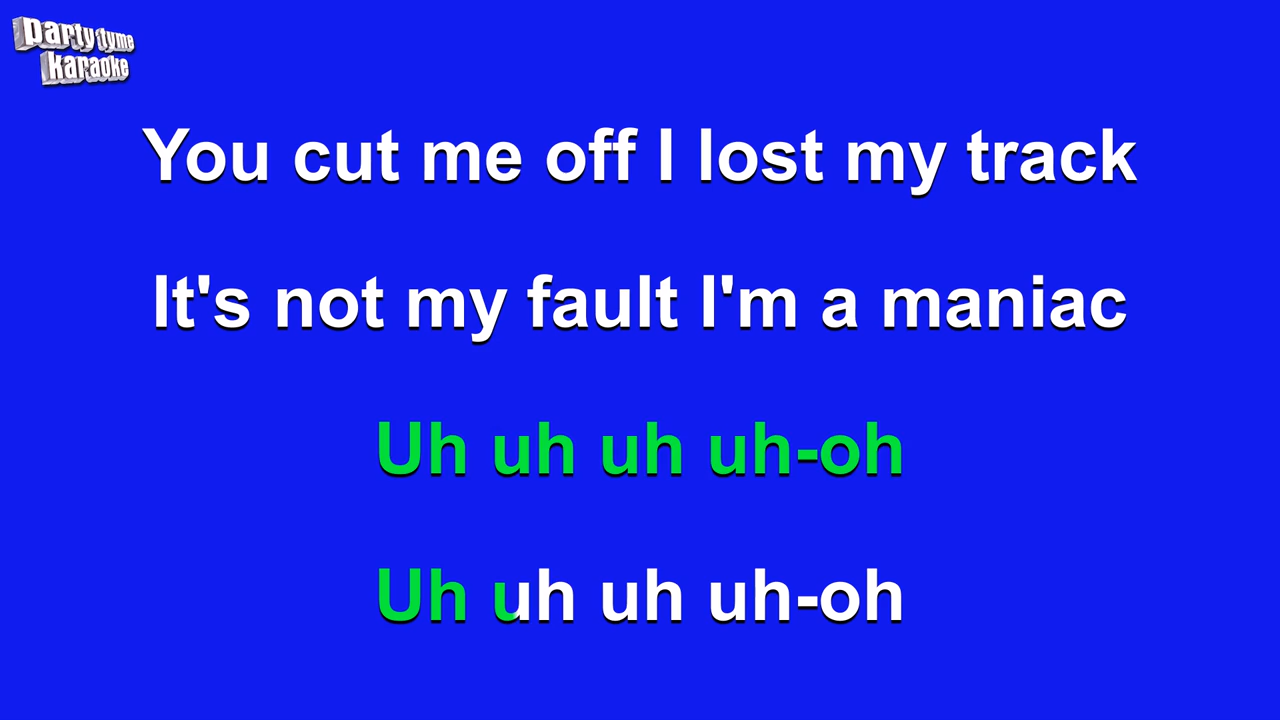 party tyme
karaoke
You cut me off I lost my track
It's not my fault I'm a maniac
Uh uh uh uh-oh
Uh uh uh uh-oh